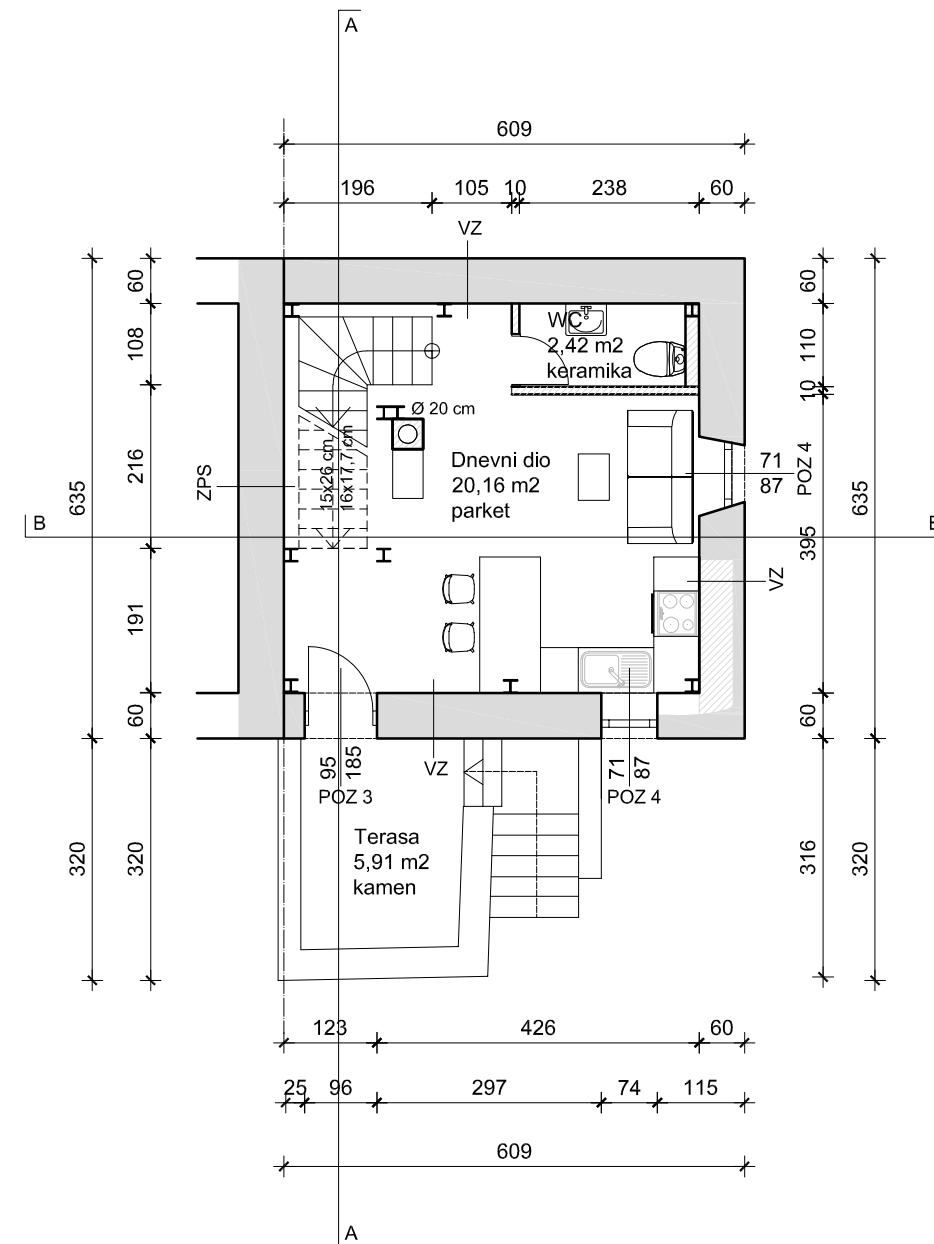 A
609
196 105 10 238 60
VZ
60
108
216
191
60
320
635
320
60
110
10
395
60
316
635
320
WC
2,42 m2
keramika
Ø 20 cm
15x26 cm
16x17,7 cm
Dnevni dio
20,16 m2
parket
71
87
POZ 4
ZPS
B
B
VZ
95
185
POZ 3
VZ
71
87
POZ 4
Terasa
5,91 m2
kamen
123 426 60
25 96 297 74 115
609
A